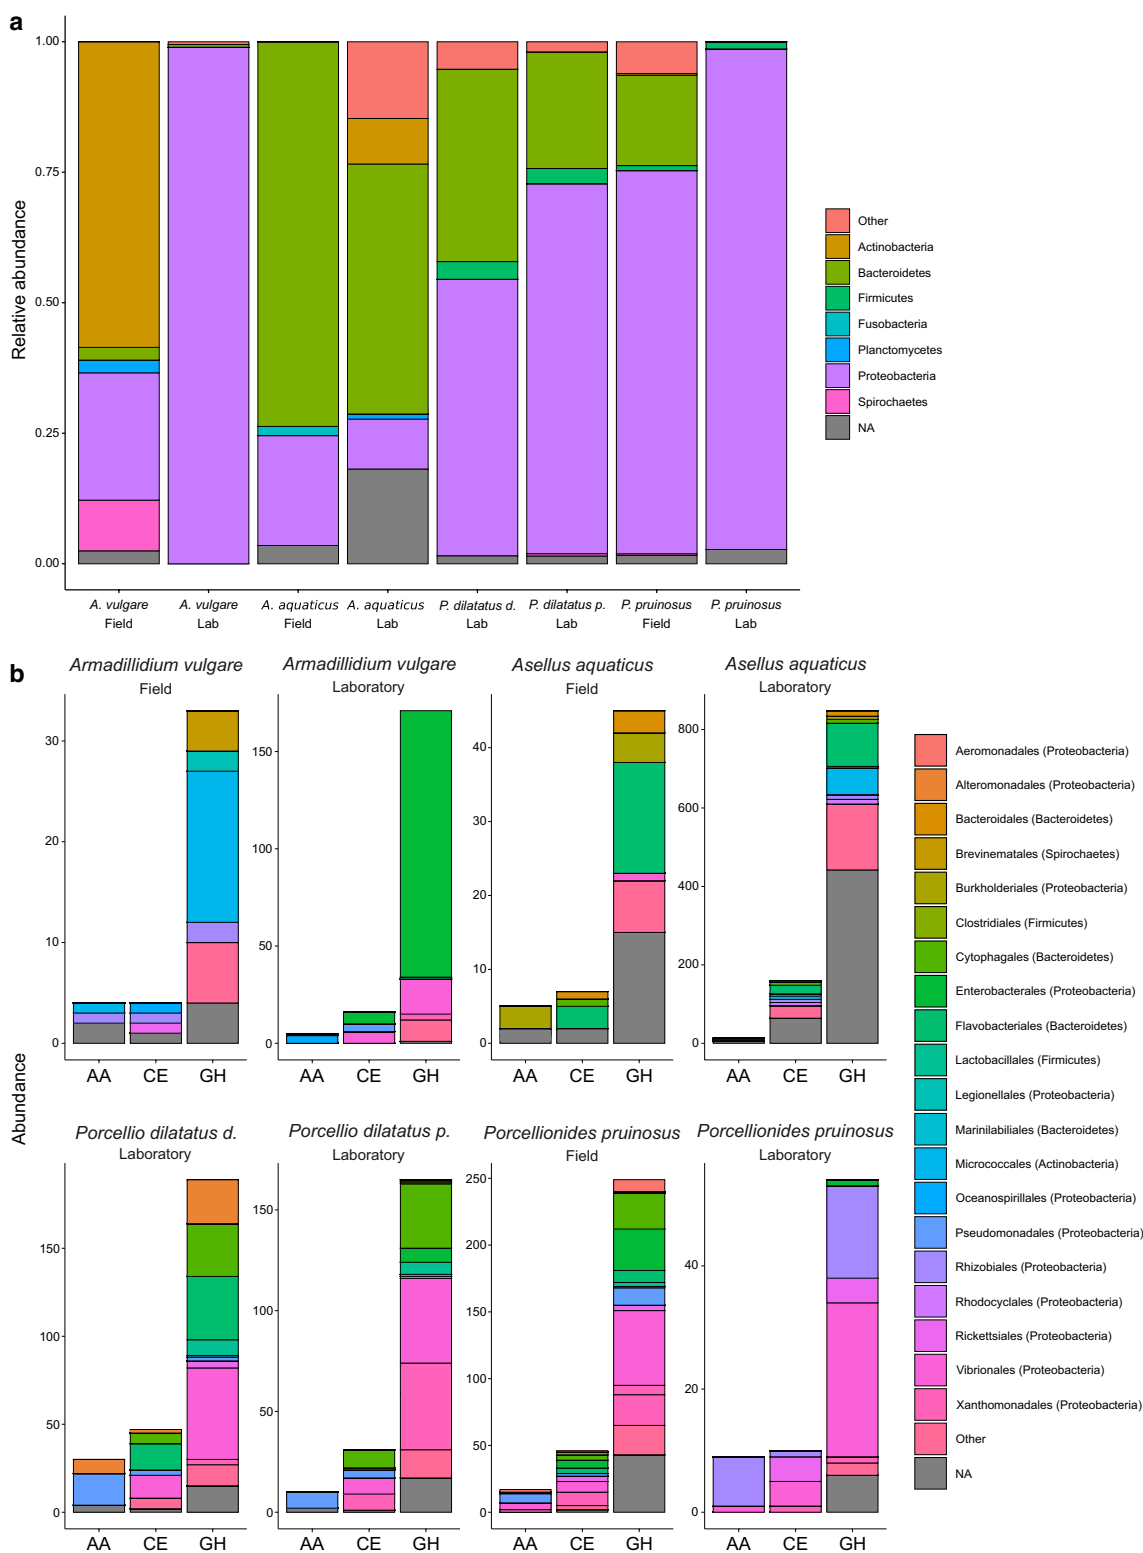 a
Relative abundance
1.00
0.75
0.50
0.25
0.00
A. vulgare
Field
A. vulgare
Lab
A. aquaticus
Field
A. aquaticus
Lab
P. dilatatus d.
Lab
P. dilatatus p.
Lab
P. pruinosus
Field
P. pruinosus
Lab
Other
Actinobacteria
Bacteroidetes
Firmicutes
Fusobacteria
Planctomycetes
Proteobacteria
Spirochaetes
NA
b
Abundance
Armadillidium vulgare
Field
30
20
10
0
AA CE GH
Armadillidium vulgare
Laboratory
150
100
50
0
AA CE GH
Asellus aquaticus
Field
40
30
20
10
0
AA CE GH
Asellus aquaticus
Laboratory
800
600
400
200
0
AA CE GH
Porcellio dilatatus d.
Laboratory
150
100
50
0
AA CE GH
Porcellio dilatatus p.
Laboratory
150
100
50
0
AA CE GH
Porcellionides pruinosus
Field
250
200
150
100
50
0
AA CE GH
Porcellionides pruinosus
Laboratory
40
20
0
AA CE GH
Aeromonadales (Proteobacteria)
Alteromonadales (Proteobacteria)
Bacteroidales (Bacteroidetes)
Brevinematales (Spirochaetes)
Burkholderiales (Proteobacteria)
Clostridiales (Firmicutes)
Cytophagales (Bacteroidetes)
Enterobacterales (Proteobacteria)
Flavobacteriales (Bacteroidetes)
Lactobacillales (Firmicutes)
Legionellales (Proteobacteria)
Marinilabiliales (Bacteroidetes)
Micrococcales (Actinobacteria)
Oceanospirillales (Proteobacteria)
Pseudomonadales (Proteobacteria)
Rhizobiales (Proteobacteria)
Rhodocyclales (Proteobacteria)
Rickettsiales (Proteobacteria)
Vibrionales (Proteobacteria)
Xanthomonadales (Proteobacteria)
Other
NA